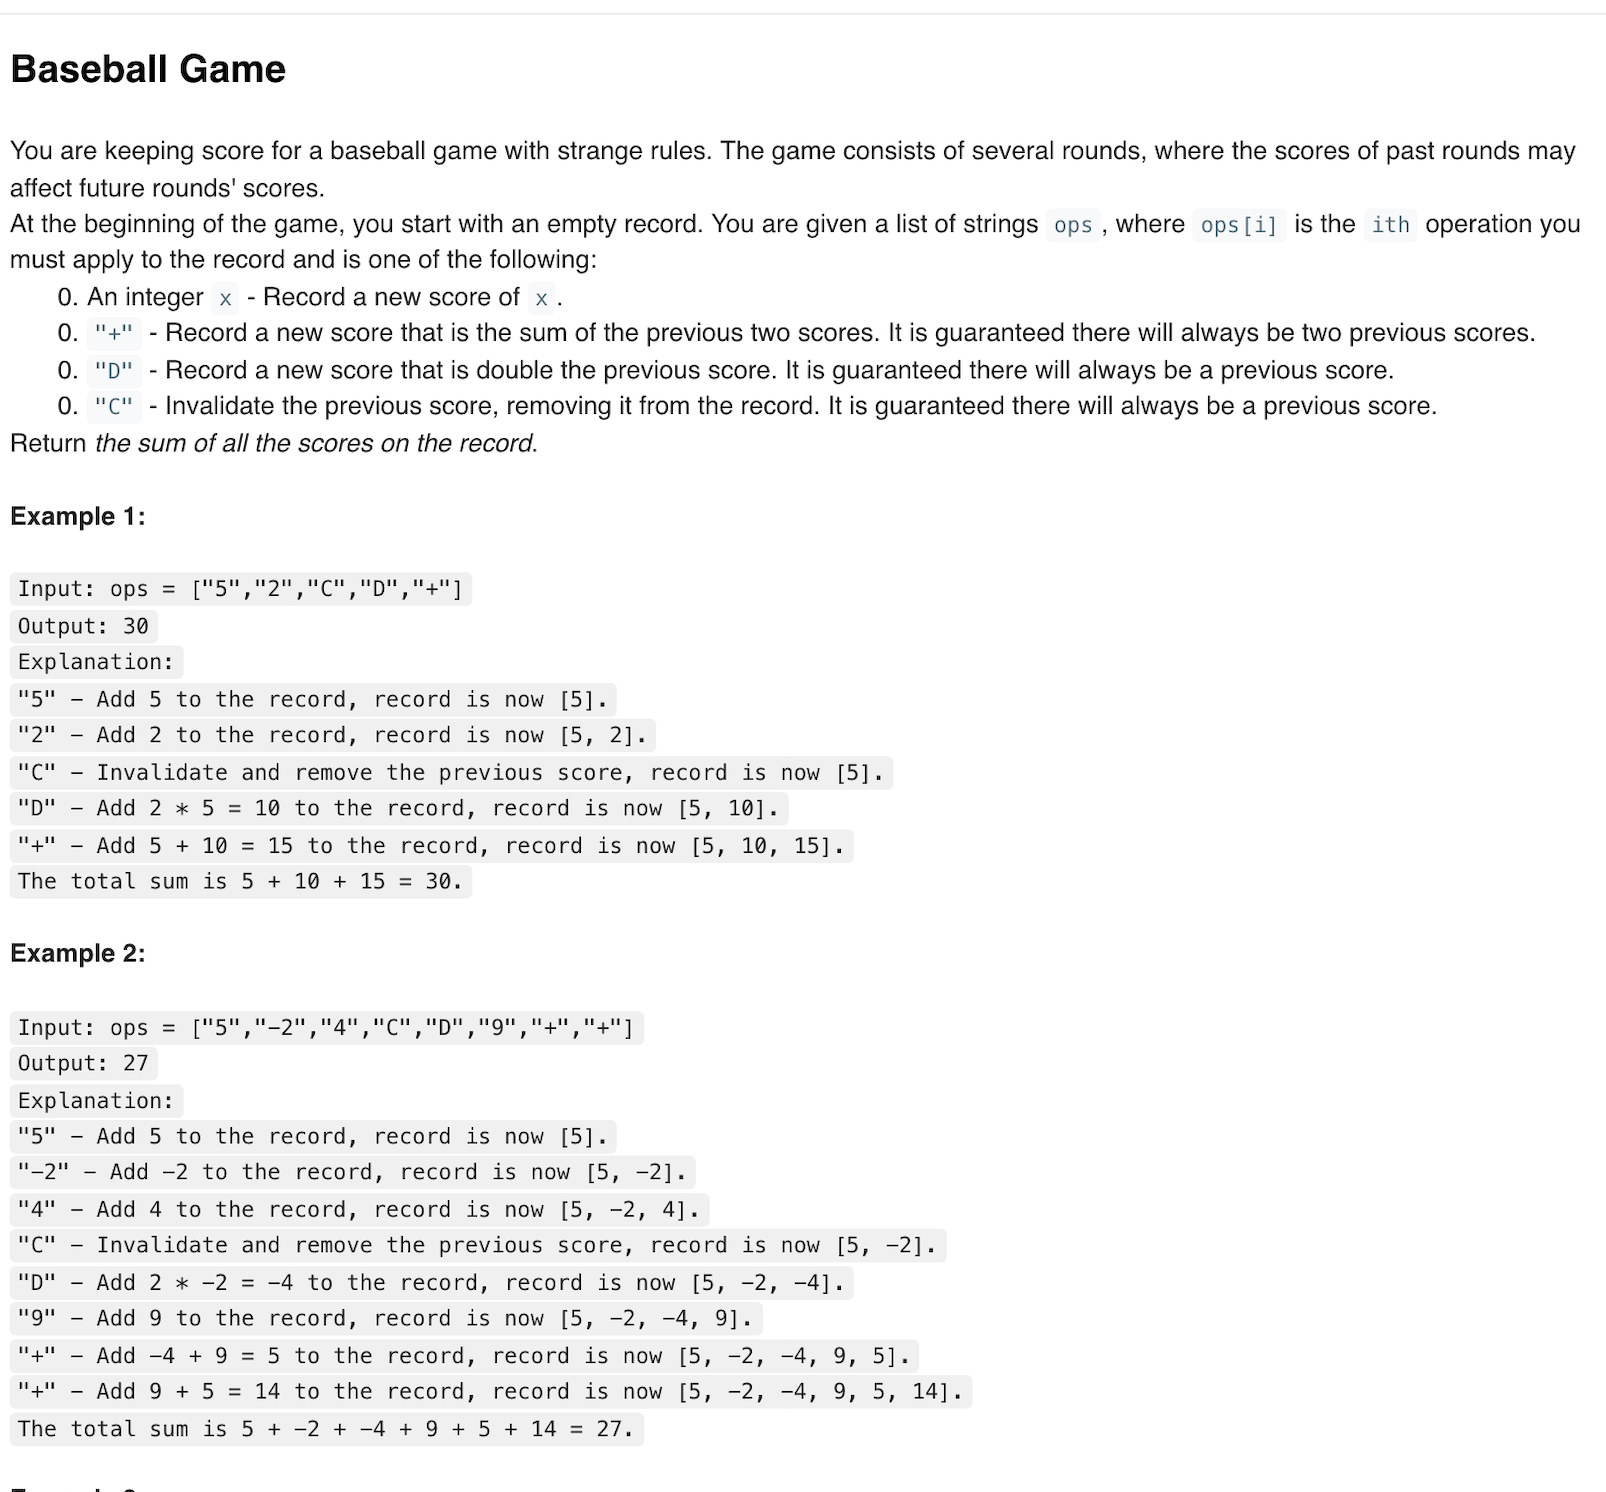 Baseball Game
You are keeping score for a baseball game with strange rules. The game consists of several rounds, where the scores of past rounds may
affect future rounds' scores.
At the beginning of the game, you start with an empty record. You are given a list of strings ops , where ops[i] is the ith operation you
must apply to the record and is one of the following:
0. An integer x - Record a new score of x .
0. "+" - Record a new score that is the sum of the previous two scores. It is guaranteed there will always be two previous scores.
0. "D" - Record a new score that is double the previous score. It is guaranteed there will always be a previous score.
0. "C" - Invalidate the previous score, removing it from the record. It is guaranteed there will always be a previous score.
Return the sum of all the scores on the record.
Example 1:
Input: ops = ["5","2","C","D","+"]
Output: 30
Explanation:
"5" – Add 5 to the record, record is now [5].
"2" – Add 2 to the record, record is now [5, 2].
"C" – Invalidate and remove the previous score, record is now [5].
"D" – Add 2 * 5 = 10 to the record, record is now [5, 10].
"+" – Add 5 + 10 = 15 to the record, record is now [5, 10, 15].
The total sum is 5 + 10 + 15 = 30.
Example 2:
Input: ops = ["5","-2","4","C","D","9","+","+"]
Output: 27
Explanation:
"5" – Add 5 to the record, record is now [5].
"-2" – Add -2 to the record, record is now [5, -2].
"4" – Add 4 to the record, record is now [5, -2, 4].
"C" – Invalidate and remove the previous score, record is now [5, -2].
"D" – Add 2 * -2 = -4 to the record, record is now [5, -2, -4].
"9" – Add 9 to the record, record is now [5, -2, -4, 9].
"+" – Add -4 + 9 = 5 to the record, record is now [5, -2, -4, 9, 5].
"+" – Add 9 + 5 = 14 to the record, record is now [5, -2, -4, 9, 5, 14].
The total sum is 5 + -2 + -4 + 9 + 5 + 14 = 27.